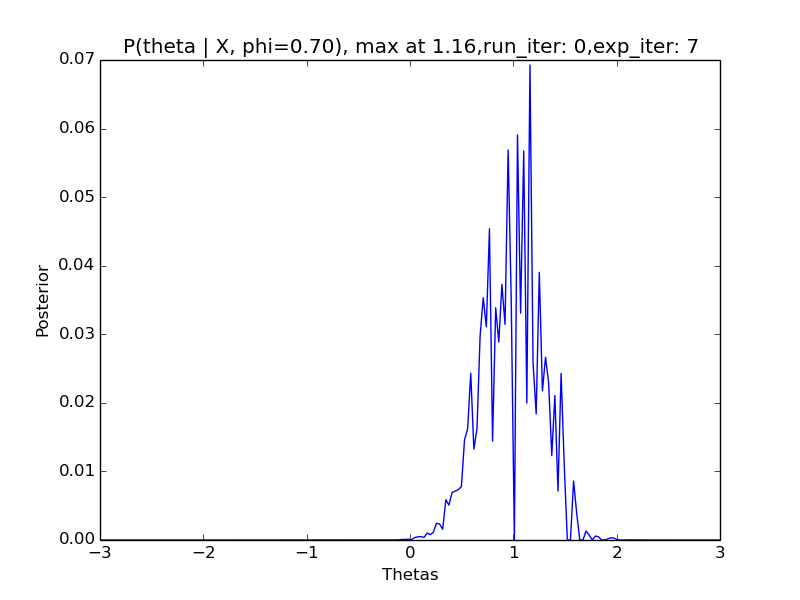 P(theta | X, phi=0.70), max at 1.16,run_iter: 0,exp_iter: 7
0.07
0.06
0.05
0.04
0.03
0.02
0.01
0.00
Posterior
−3 −2 −1 0 1 2 3
Thetas